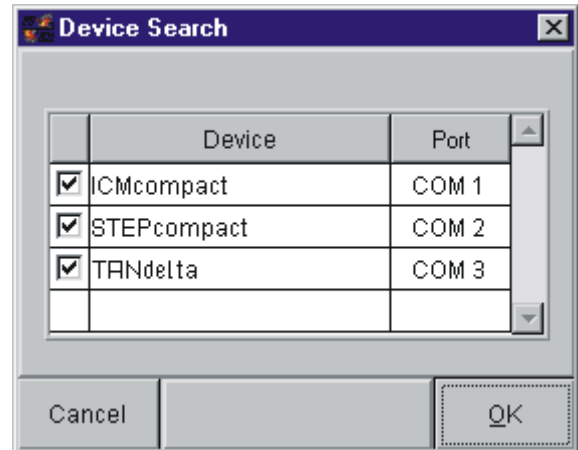 Device Search
Device Port
ICMcompact COM 1
STEPcompact COM 2
TANdelta COM 3
Cancel OK